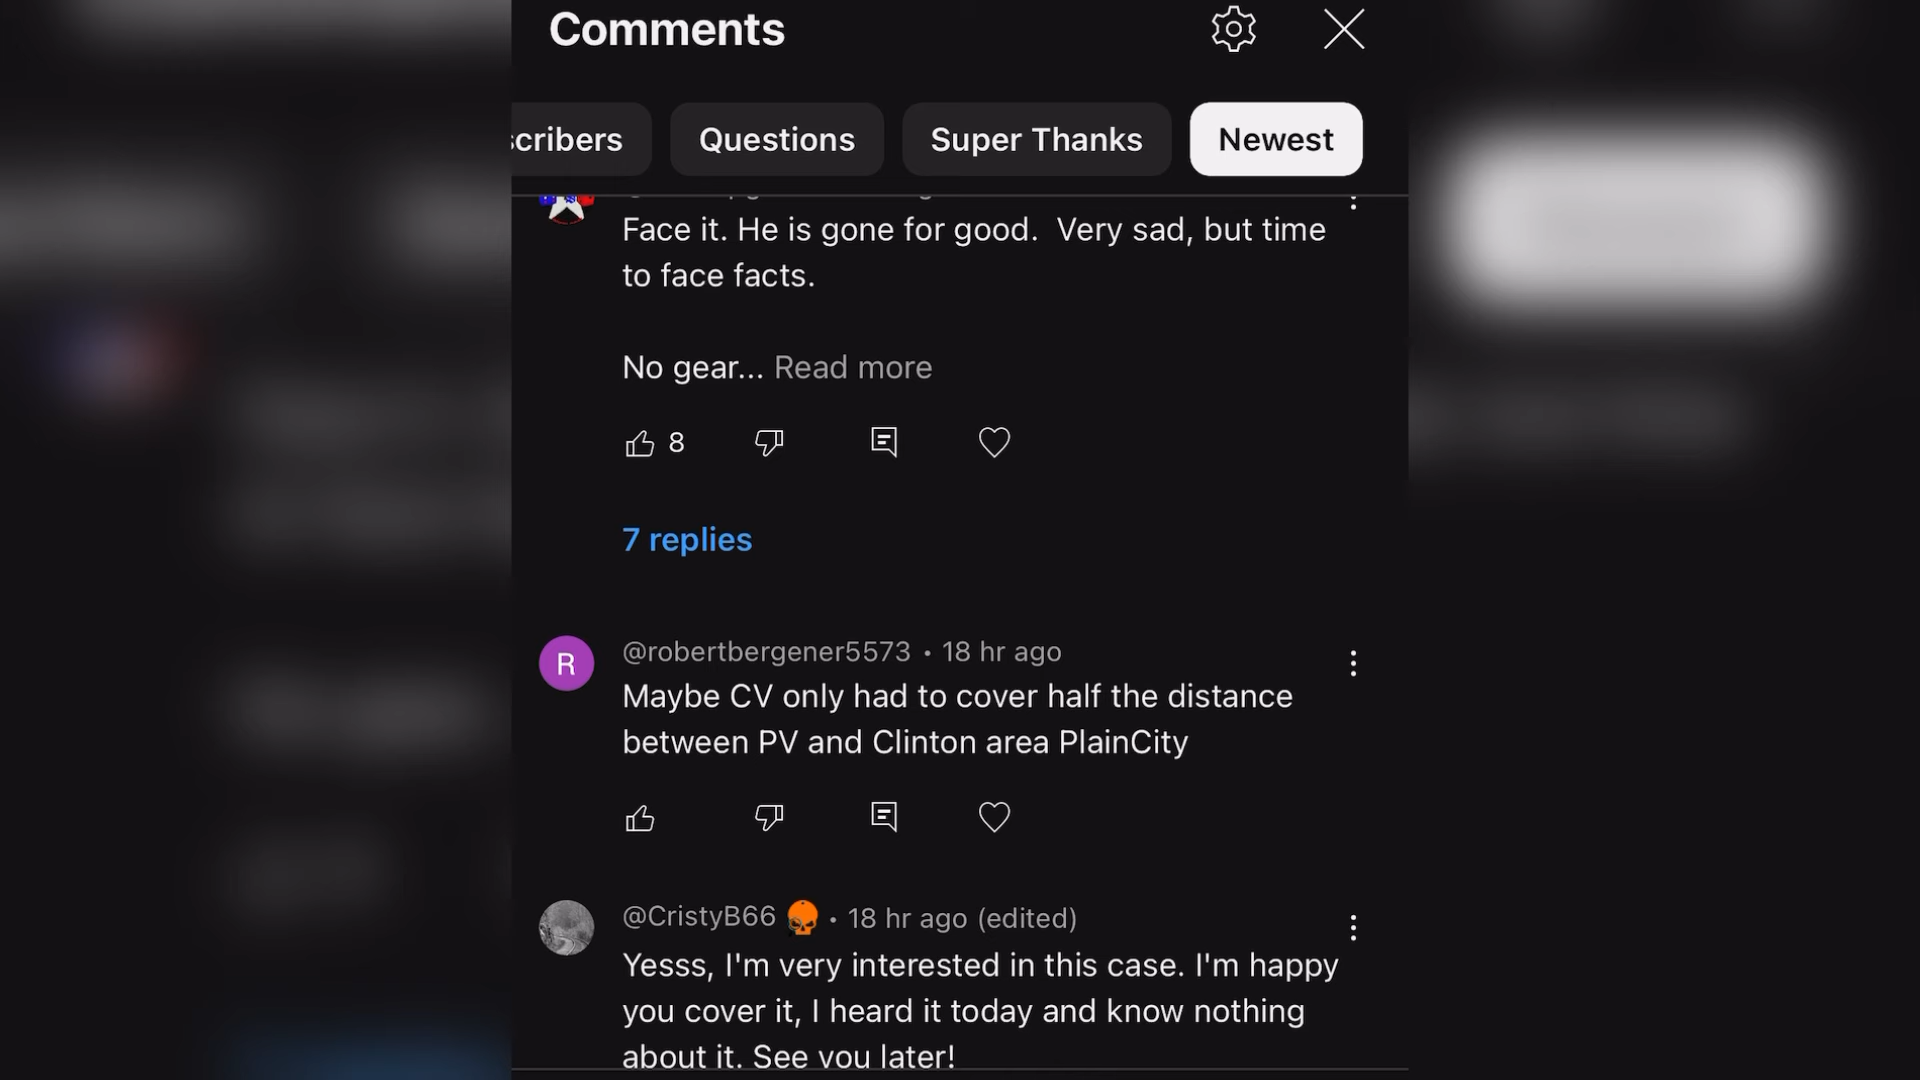 Comments
scribers
Questions
Super Thanks
Newest
Face it. He is gone for good.  Very sad, but time
to face facts.
No gear... Read more
8
7 replies
R
@robertbergener5573 • 18 hr ago
Maybe CV only had to cover half the distance
between PV and Clinton area PlainCity
@CristyB66 • 18 hr ago (edited)
Yesss, I'm very interested in this case. I'm happy
you cover it, I heard it today and know nothing
about it. See you later!